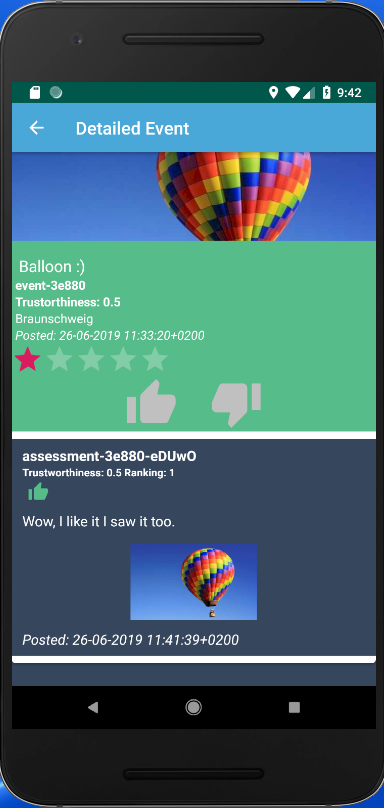 9:42
Detailed Event
Balloon :)
event-3e880
Trustorthiness: 0.5
Braunschweig
Posted: 26-06-2019 11:33:20+0200
assessment-3e880-eDUwO
Trustworthiness: 0.5 Ranking: 1
Wow, I like it I saw it too.
Posted: 26-06-2019 11:41:39+0200